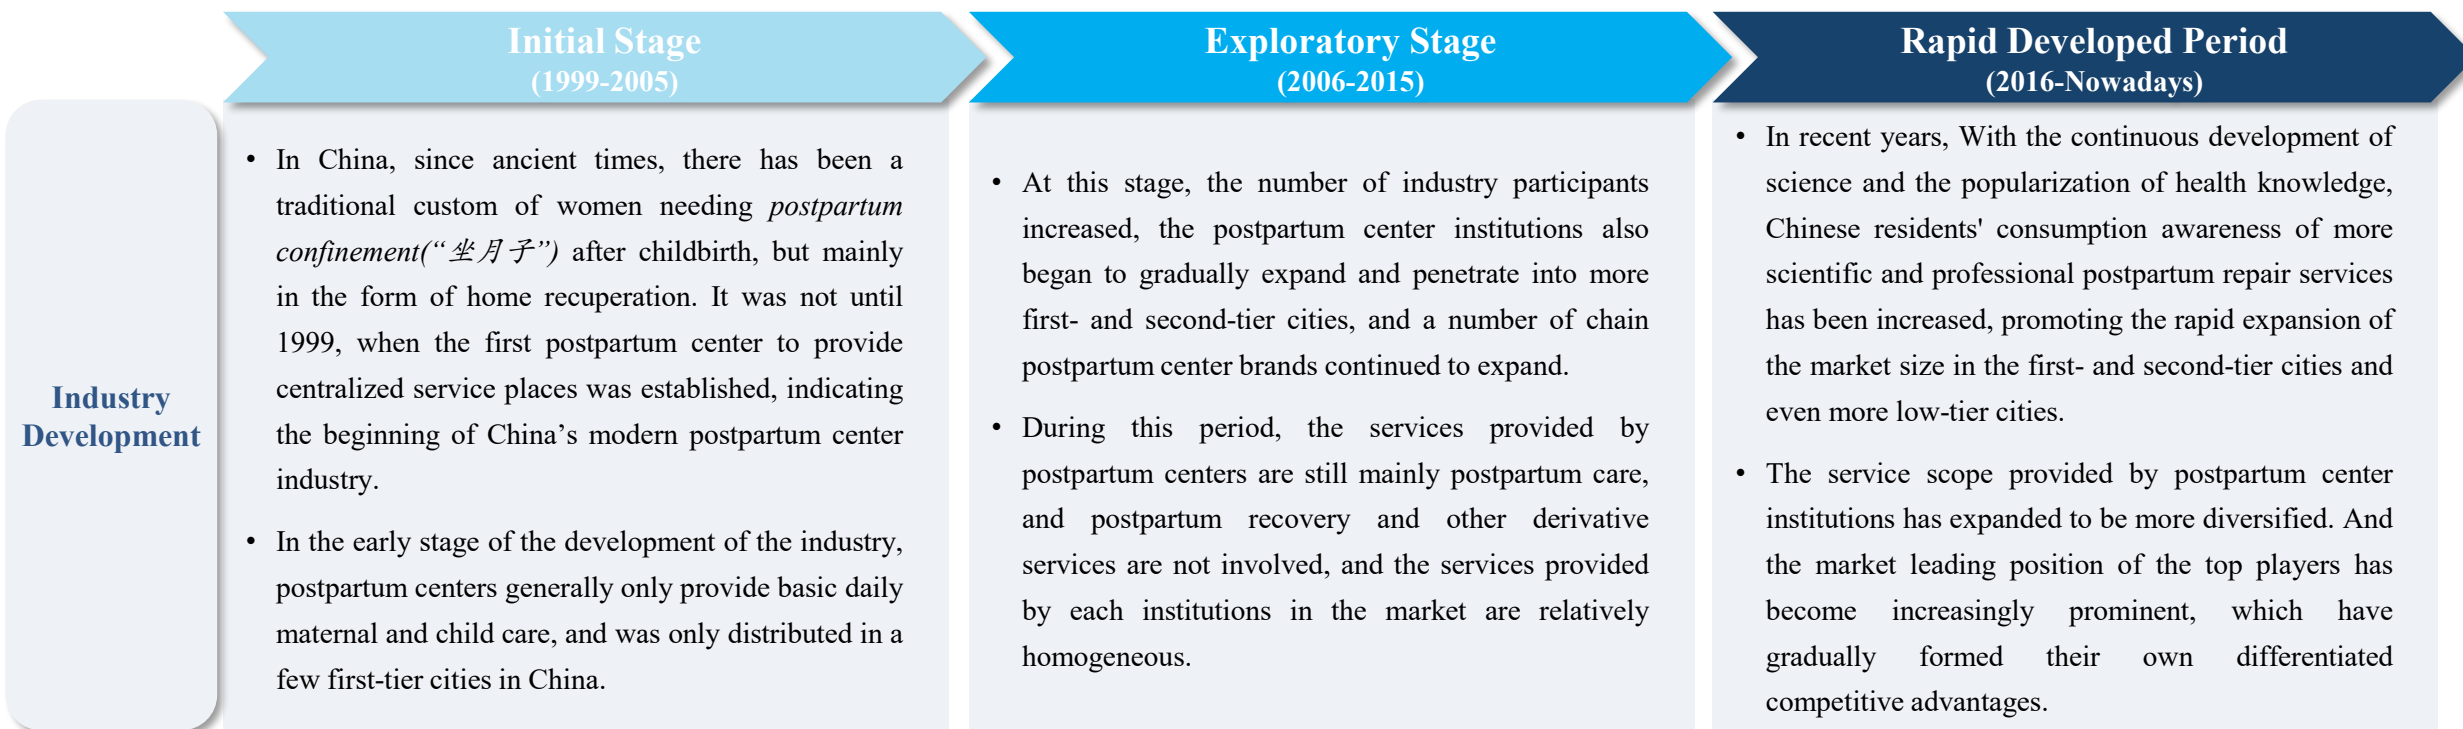 Initial Stage
(1999-2005)
Exploratory Stage
(2006-2015)
Rapid Developed Period
(2016-Nowadays)
Industry
Development
• In China, since ancient times, there has been a
traditional custom of women needing postpartum
confinement(“坐月子”) after childbirth, but mainly
in the form of home recuperation. It was not until
1999, when the first postpartum center to provide
centralized service places was established, indicating
the beginning of China’s modern postpartum center
industry.
• In the early stage of the development of the industry,
postpartum centers generally only provide basic daily
maternal and child care, and was only distributed in a
few first-tier cities in China.
• At this stage, the number of industry participants
increased, the postpartum center institutions also
began to gradually expand and penetrate into more
first- and second-tier cities, and a number of chain
postpartum center brands continued to expand.
• During this period, the services provided by
postpartum centers are still mainly postpartum care,
and postpartum recovery and other derivative
services are not involved, and the services provided
by each institutions in the market are relatively
homogeneous.
• In recent years, With the continuous development of
science and the popularization of health knowledge,
Chinese residents' consumption awareness of more
scientific and professional postpartum repair services
has been increased, promoting the rapid expansion of
the market size in the first- and second-tier cities and
even more low-tier cities.
• The service scope provided by postpartum center
institutions has expanded to be more diversified. And
the market leading position of the top players has
become increasingly prominent, which have
gradually formed their own differentiated
competitive advantages.